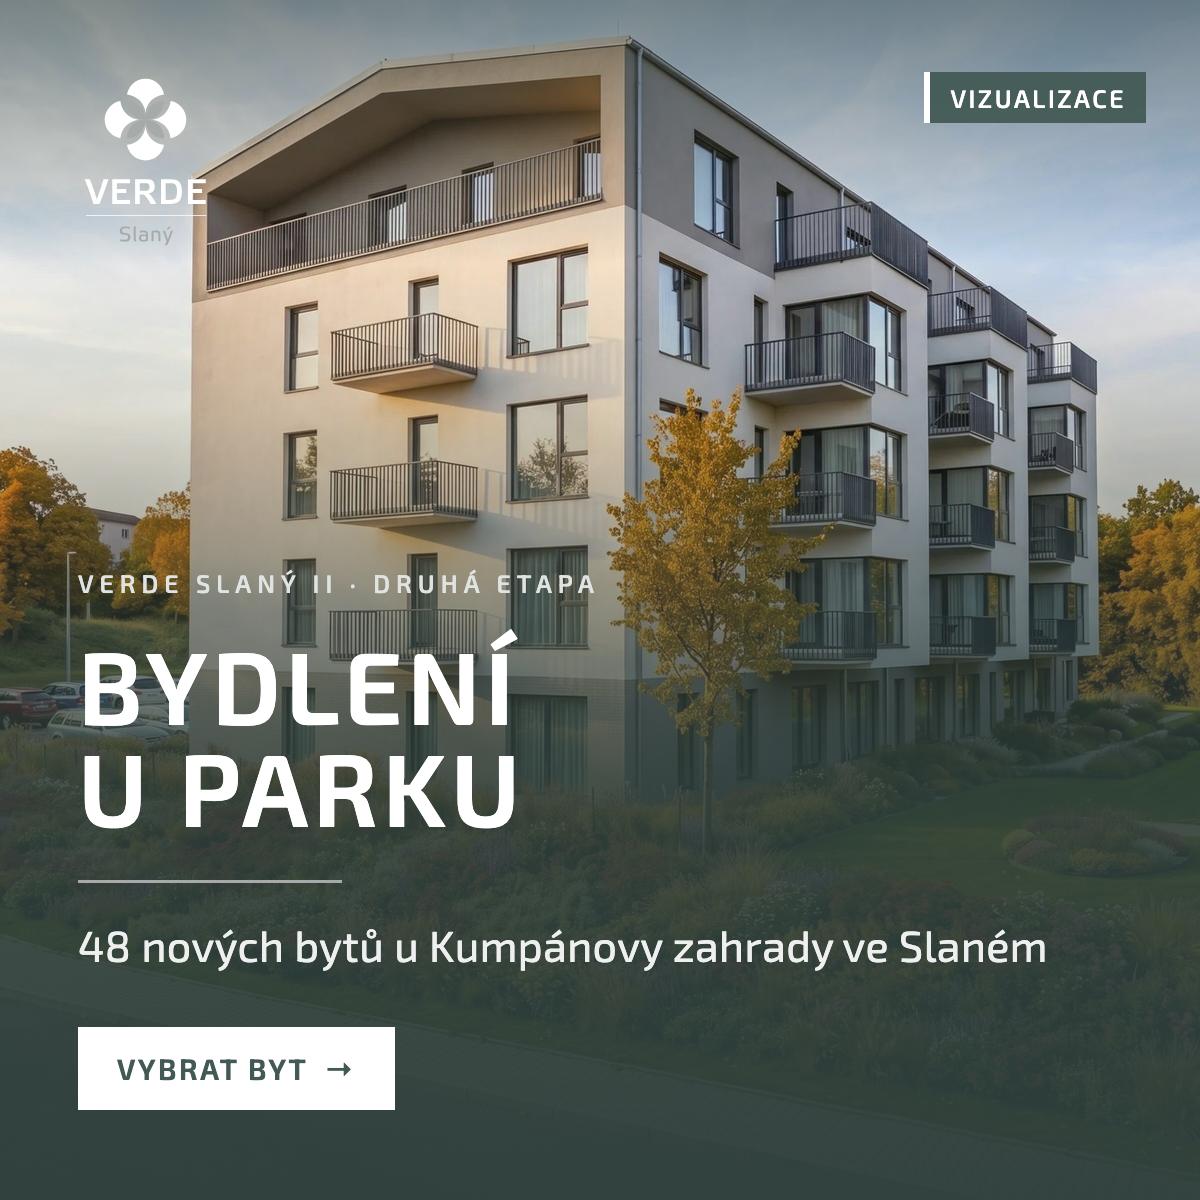 VERDE
Slaný
VIZUALIZACE
VERDE SLANÝ II · DRUHÁ ETAPA
BYDLENÍ
U PARKU
48 nových bytů u Kumpánovy zahrady ve Slaném
VYBRAT BYT →